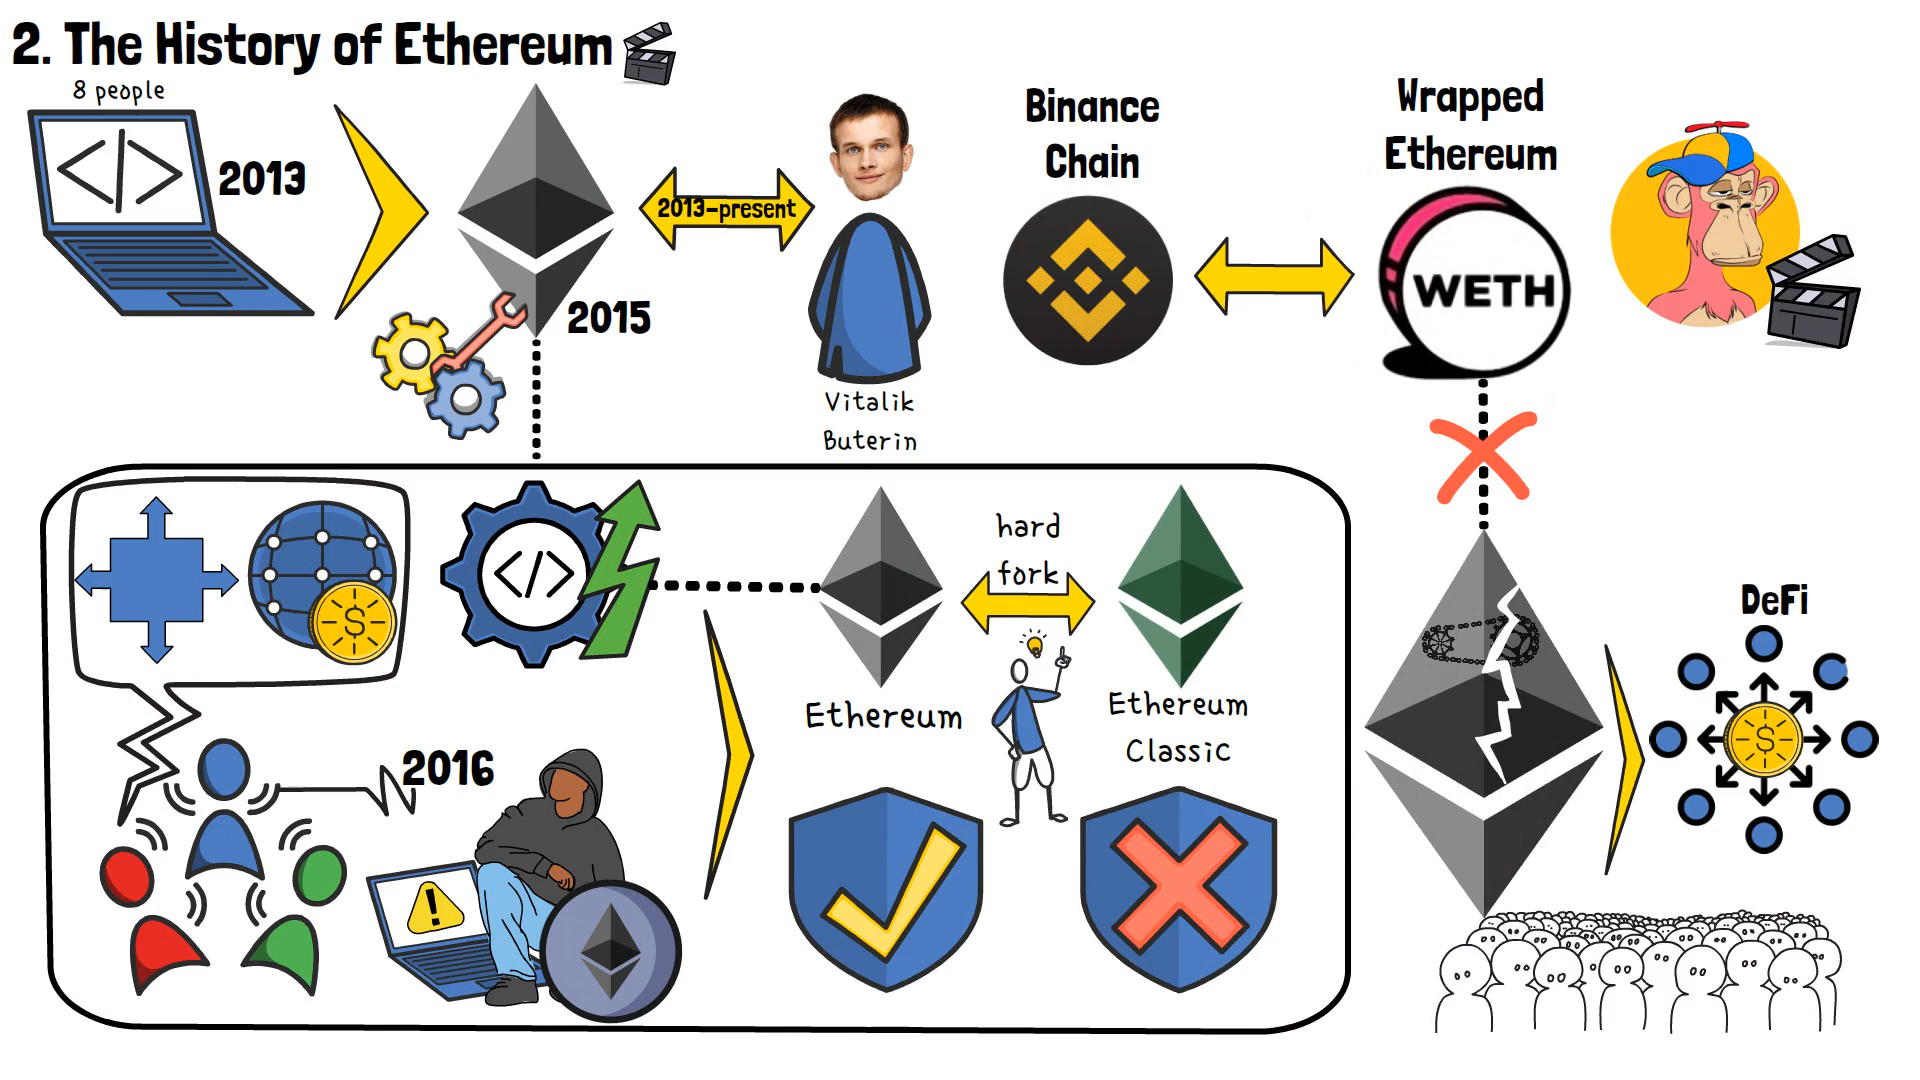 2. The History of Ethereum
8 people
2013
2015
2013-present
Vitalik
Buterin
Binance
Chain
Wrapped
Ethereum
WETH
hard
fork
Ethereum
Ethereum
Classic
2016
DeFi